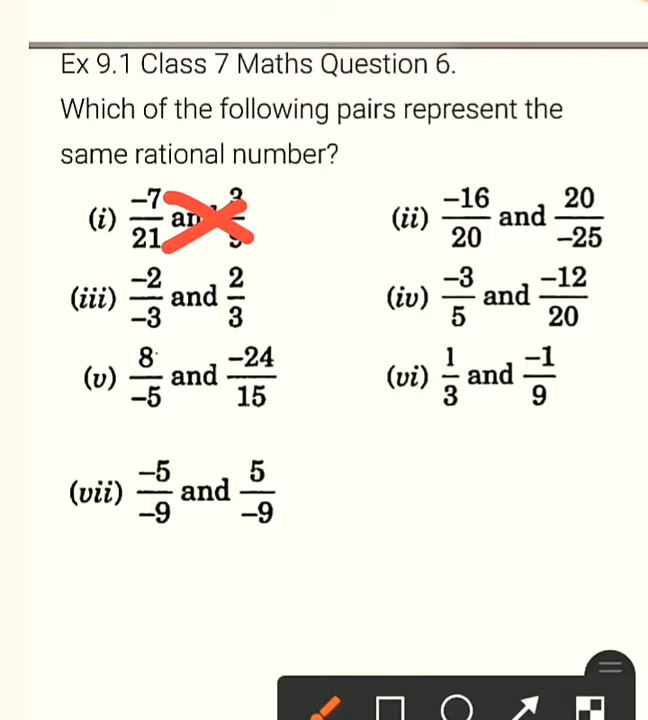 Ex 9.1 Class 7 Maths Question 6.
Which of the following pairs represent the
same rational number?
(i) -7/21 (ii) -16/20 and 20/-25
(iii) -2/-3 and 2/3 (iv) -3/5 and -12/20
(v) 8/-5 and -24/15 (vi) 1/3 and -1/9
(vii) -5/-9 and 5/-9